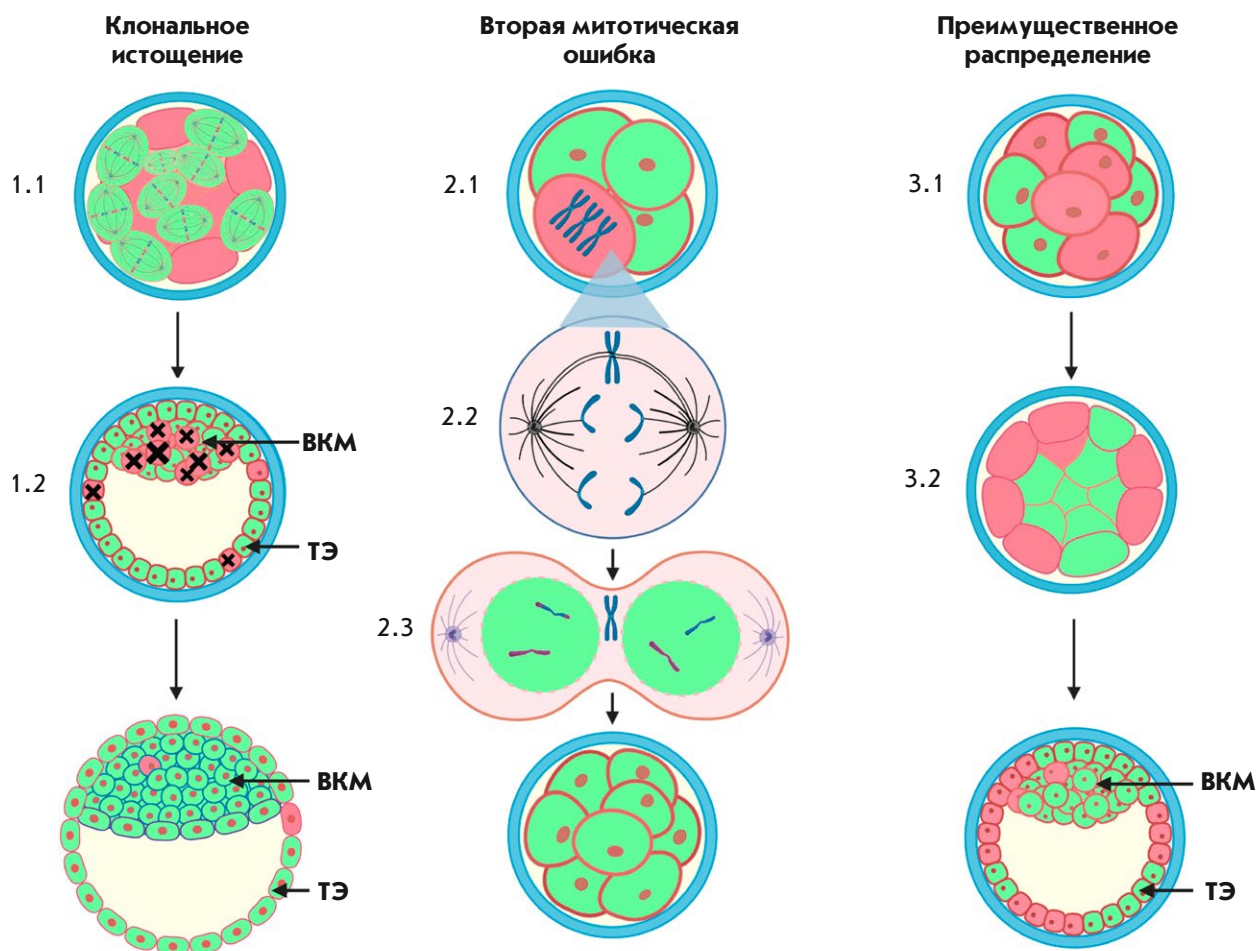 Клональное
истощение
1.1
1.2
ВКМ
ТЭ
ВКМ
ТЭ
Вторая митотическая
ошибка
2.1
2.2
2.3
Преимущественное
распределение
3.1
3.2
ВКМ
ТЭ